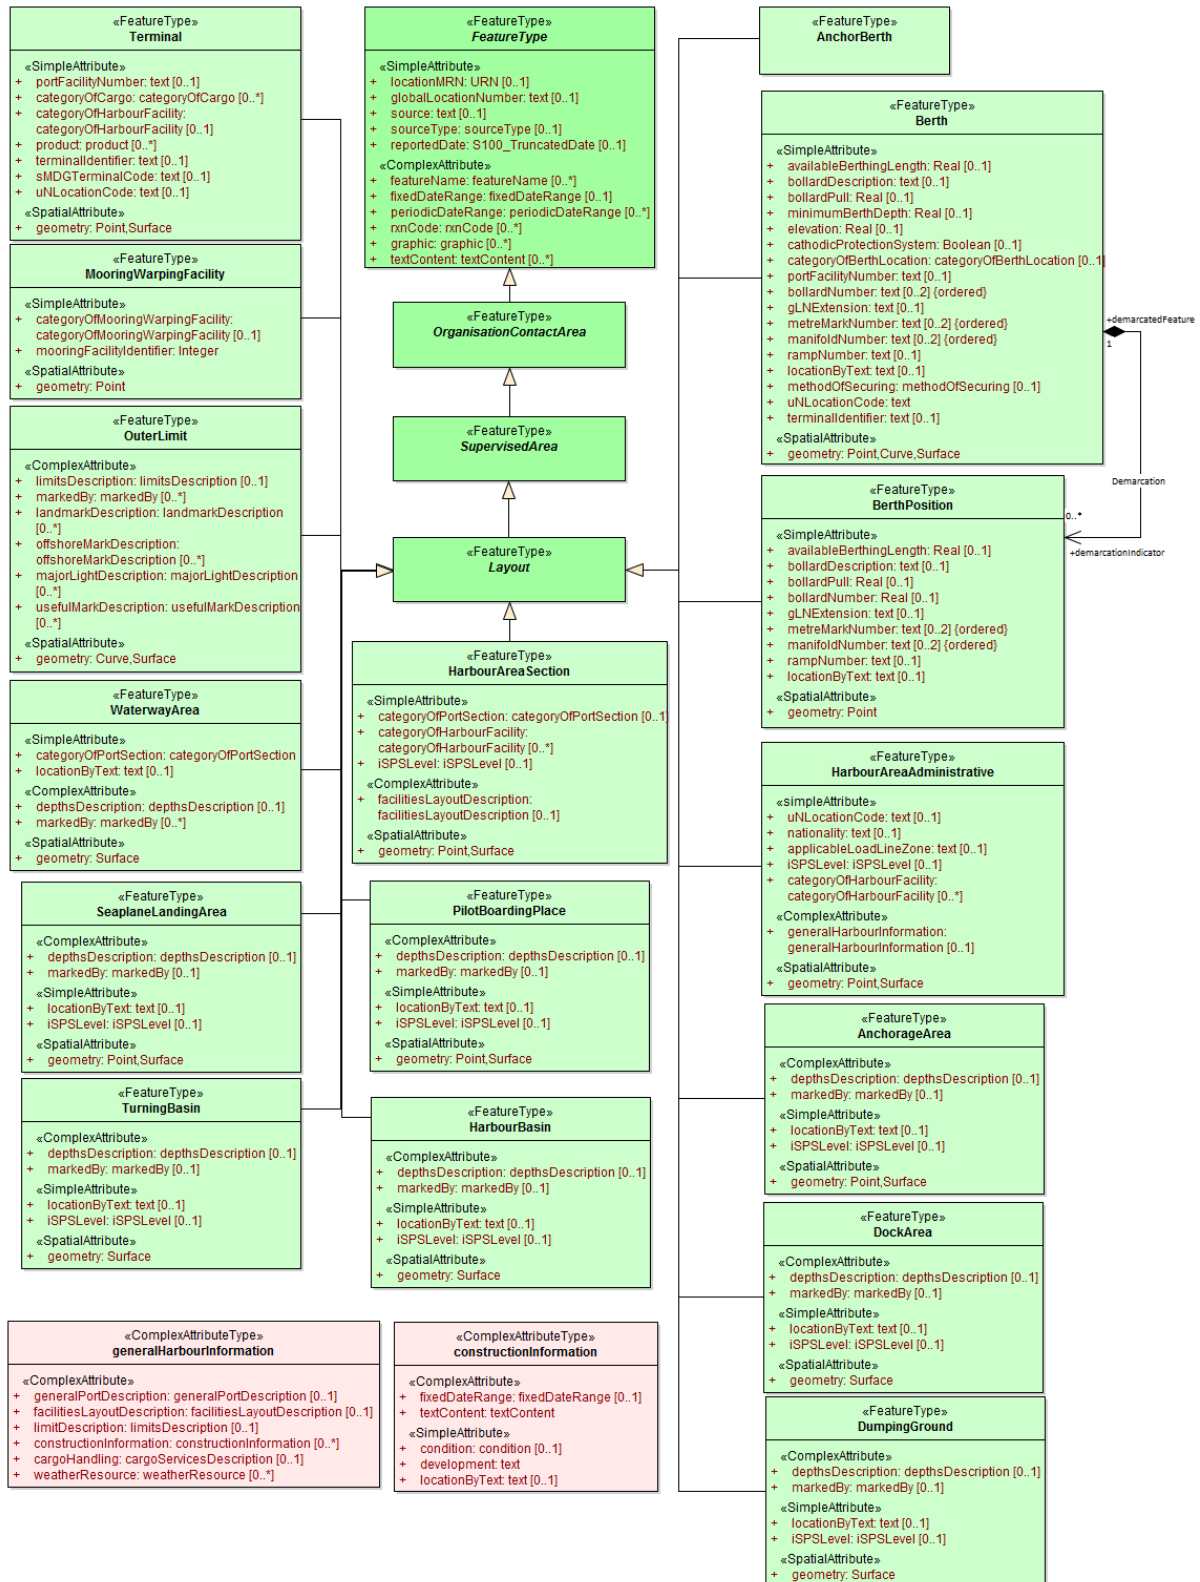 «FeatureType»
Terminal
«SimpleAttribute»
+ portFacilityNumber: text [0..1]
+ categoryOfCargo: categoryOfCargo [0..*]
+ categoryOfHarbourFacility:
categoryOfHarbourFacility [0..1]
+ product: product [0..*]
+ terminalIdentifier: text [0..1]
+ sMDGTerminalCode: text [0..1]
+ uNLocationCode: text [0..1]
«SpatialAttribute»
+ geometry: Point,Surface
«FeatureType»
MooringWarpingFacility
«SimpleAttribute»
+ categoryOfMooringWarpingFacility:
categoryOfMooringWarpingFacility [0..1]
+ mooringFacilityIdentifier: Integer
«SpatialAttribute»
+ geometry: Point
«FeatureType»
OuterLimit
«ComplexAttribute»
+ limitsDescription: limitsDescription [0..1]
+ markedBy: markedBy [0..*]
+ landmarkDescription: landmarkDescription
[0..*]
+ offshoreMarkDescription:
offshoreMarkDescription [0..*]
+ majorLightDescription: majorLightDescription
[0..*]
+ usefulMarkDescription: usefulMarkDescription
[0..*]
«SpatialAttribute»
+ geometry: Curve,Surface
«FeatureType»
WaterwayArea
«SimpleAttribute»
+ categoryOfPortSection: categoryOfPortSection
+ locationByText: text [0..1]
«ComplexAttribute»
+ depthsDescription: depthsDescription [0..1]
+ markedBy: markedBy [0..*]
«SpatialAttribute»
+ geometry: Surface
«FeatureType»
SeaplaneLandingArea
«ComplexAttribute»
+ depthsDescription: depthsDescription [0..1]
+ markedBy: markedBy [0..1]
«SimpleAttribute»
+ locationByText: text [0..1]
+ iSPSLevel: iSPSLevel [0..1]
«SpatialAttribute»
+ geometry: Point,Surface
«FeatureType»
TurningBasin
«ComplexAttribute»
+ depthsDescription: depthsDescription [0..1]
+ markedBy: markedBy [0..1]
«SimpleAttribute»
+ locationByText: text [0..1]
+ iSPSLevel: iSPSLevel [0..1]
«SpatialAttribute»
+ geometry: Surface
«FeatureType»
FeatureType
«SimpleAttribute»
+ locationMRN: URN [0..1]
+ globalLocationNumber: text [0..1]
+ source: text [0..1]
+ sourceType: sourceType [0..1]
+ reportedDate: S100_TruncatedDate [0..1]
«ComplexAttribute»
+ featureName: featureName [0..*]
+ fixedDateRange: fixedDateRange [0..1]
+ periodicDateRange: periodicDateRange [0..*]
+ rxnCode: rxnCode [0..*]
+ graphic: graphic [0..*]
+ textContent: textContent [0..*]
«FeatureType»
OrganisationContactArea
«FeatureType»
SupervisedArea
«FeatureType»
Layout
«FeatureType»
HarbourAreaSection
«SimpleAttribute»
+ categoryOfPortSection: categoryOfPortSection [0..1]
+ categoryOfHarbourFacility:
categoryOfHarbourFacility [0..*]
+ iSPSLevel: iSPSLevel [0..1]
«ComplexAttribute»
+ facilitiesLayoutDescription:
facilitiesLayoutDescription [0..1]
«SpatialAttribute»
+ geometry: Point,Surface
«FeatureType»
PilotBoardingPlace
«ComplexAttribute»
+ depthsDescription: depthsDescription [0..1]
+ markedBy: markedBy [0..1]
«SimpleAttribute»
+ locationByText: text [0..1]
+ iSPSLevel: iSPSLevel [0..1]
«SpatialAttribute»
+ geometry: Point,Surface
«FeatureType»
HarbourBasin
«ComplexAttribute»
+ depthsDescription: depthsDescription [0..1]
+ markedBy: markedBy [0..1]
«SimpleAttribute»
+ locationByText: text [0..1]
+ iSPSLevel: iSPSLevel [0..1]
«SpatialAttribute»
+ geometry: Surface
«FeatureType»
AnchorBerth
«FeatureType»
Berth
«SimpleAttribute»
+ availableBerthingLength: Real [0..1]
+ bollardDescription: text [0..1]
+ bollardPull: Real [0..1]
+ minimumBerthDepth: Real [0..1]
+ elevation: Real [0..1]
+ cathodicProtectionSystem: Boolean [0..1]
+ categoryOfBerthLocation: categoryOfBerthLocation [0..1]
+ portFacilityNumber: text [0..1]
+ bollardNumber: text [0..2] {ordered}
+ gLNExtension: text [0..1]
+ metreMarkNumber: text [0..2] {ordered}
+ manifoldNumber: text [0..2] {ordered}
+ rampNumber: text [0..1]
+ locationByText: text [0..1]
+ methodOfSecuring: methodOfSecuring [0..1]
+ uNLocationCode: text
+ terminalIdentifier: text [0..1]
«SpatialAttribute»
+ geometry: Point,Curve,Surface
+demarcatedFeature
1
Demarcation
0..*
+demarcationIndicator
«FeatureType»
BerthPosition
«SimpleAttribute»
+ availableBerthingLength: Real [0..1]
+ bollardDescription: text [0..1]
+ bollardPull: Real [0..1]
+ bollardNumber: Real [0..1]
+ gLNExtension: text [0..1]
+ metreMarkNumber: text [0..2] {ordered}
+ manifoldNumber: text [0..2] {ordered}
+ rampNumber: text [0..1]
+ locationByText: text [0..1]
«SpatialAttribute»
+ geometry: Point
«FeatureType»
HarbourAreaAdministrative
«simpleAttribute»
+ uNLocationCode: text [0..1]
+ nationality: text [0..1]
+ applicableLoadLineZone: text [0..1]
+ iSPSLevel: iSPSLevel [0..1]
+ categoryOfHarbourFacility:
categoryOfHarbourFacility [0..*]
«ComplexAttribute»
+ generalHarbourInformation:
generalHarbourInformation [0..1]
«SpatialAttribute»
+ geometry: Point,Surface
«FeatureType»
AnchorageArea
«ComplexAttribute»
+ depthsDescription: depthsDescription [0..1]
+ markedBy: markedBy [0..1]
«SimpleAttribute»
+ locationByText: text [0..1]
+ iSPSLevel: iSPSLevel [0..1]
«SpatialAttribute»
+ geometry: Point,Surface
«FeatureType»
DockArea
«ComplexAttribute»
+ depthsDescription: depthsDescription [0..1]
+ markedBy: markedBy [0..1]
«SimpleAttribute»
+ locationByText: text [0..1]
+ iSPSLevel: iSPSLevel [0..1]
«SpatialAttribute»
+ geometry: Surface
«FeatureType»
DumpingGround
«ComplexAttribute»
+ depthsDescription: depthsDescription [0..1]
+ markedBy: markedBy [0..1]
«SimpleAttribute»
+ locationByText: text [0..1]
+ iSPSLevel: iSPSLevel [0..1]
«SpatialAttribute»
+ geometry: Surface
«ComplexAttributeType»
generalHarbourInformation
«ComplexAttribute»
+ generalPortDescription: generalPortDescription [0..1]
+ facilitiesLayoutDescription: facilitiesLayoutDescription [0..1]
+ limitDescription: limitsDescription [0..1]
+ constructionInformation: constructionInformation [0..*]
+ cargoHandling: cargoServicesDescription [0..1]
+ weatherResource: weatherResource [0..*]
«ComplexAttributeType»
constructionInformation
«ComplexAttribute»
+ fixedDateRange: fixedDateRange [0..1]
+ textContent: textContent
«SimpleAttribute»
+ condition: condition [0..1]
+ development: text
+ locationByText: text [0..1]